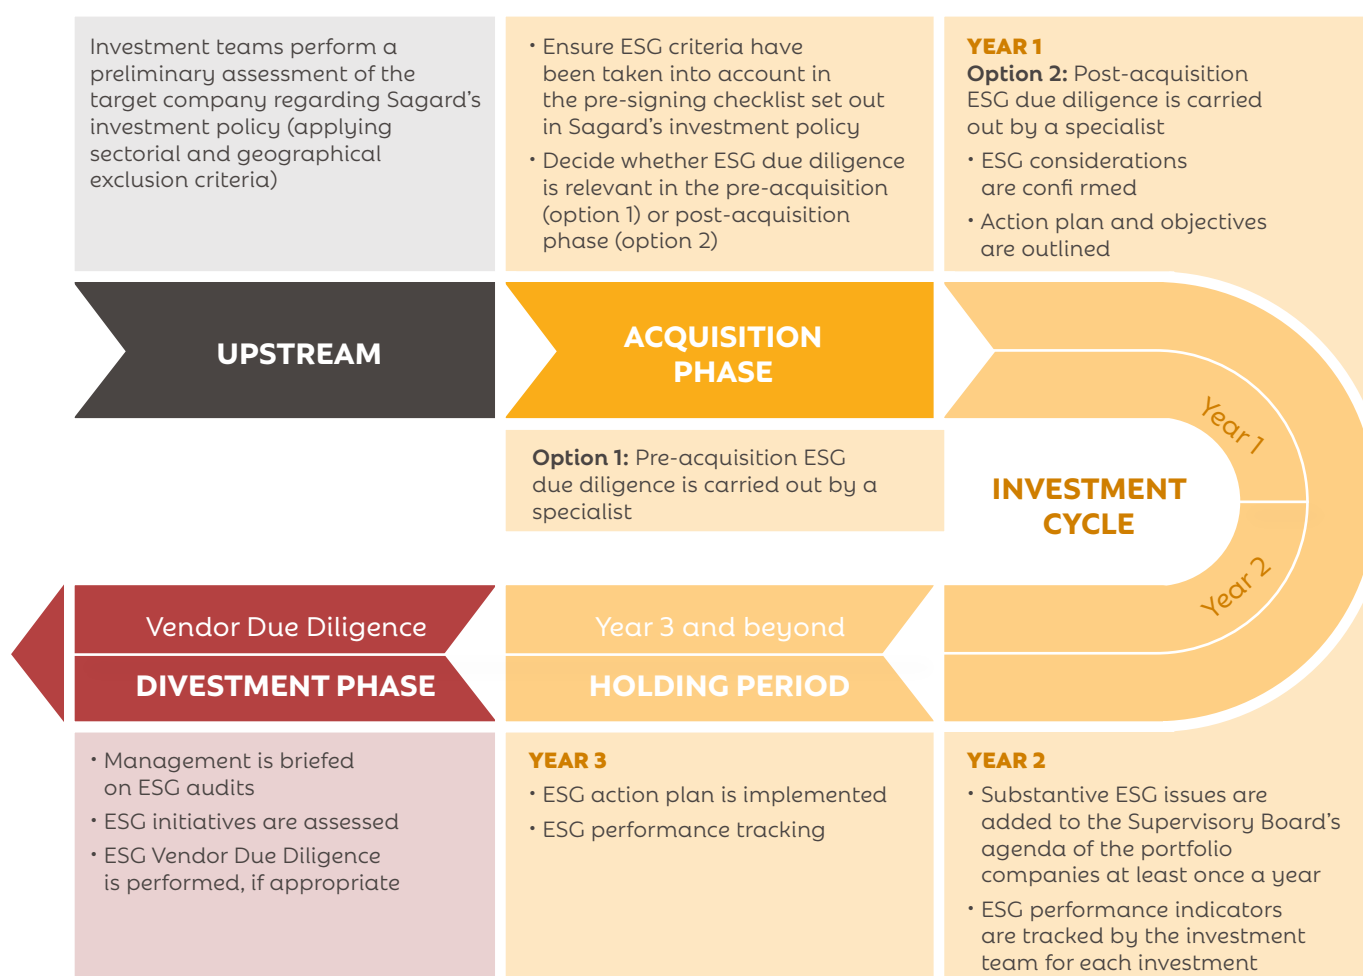 Investment teams perform a
preliminary assessment of the
target company regarding Sagard's
investment policy (applying
sectorial and geographical
exclusion criteria)
• Ensure ESG criteria have
been taken into account in
the pre-signing checklist set out
in Sagard's investment policy
• Decide whether ESG due diligence
is relevant in the pre-acquisition
(option 1) or post-acquisition
phase (option 2)
YEAR 1
Option 2: Post-acquisition
ESG due diligence is carried
out by a specialist
• ESG considerations
are confi rmed
• Action plan and objectives
are outlined
UPSTREAM
ACQUISITION
PHASE
Year 1
Option 1: Pre-acquisition ESG
due diligence is carried out by a
specialist
INVESTMENT
CYCLE
Year 2
Vendor Due Diligence
DIVESTMENT PHASE
Year 3 and beyond
HOLDING PERIOD
• Management is briefed
on ESG audits
• ESG initiatives are assessed
• ESG Vendor Due Diligence
is performed, if appropriate
YEAR 3
• ESG action plan is implemented
• ESG performance tracking
YEAR 2
• Substantive ESG issues are
added to the Supervisory Board's
agenda of the portfolio
companies at least once a year
• ESG performance indicators
are tracked by the investment
team for each investment